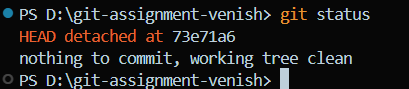 PS D:\git-assignment-venish> git status
HEAD detached at 73e71a6
nothing to commit, working tree clean
PS D:\git-assignment-venish>